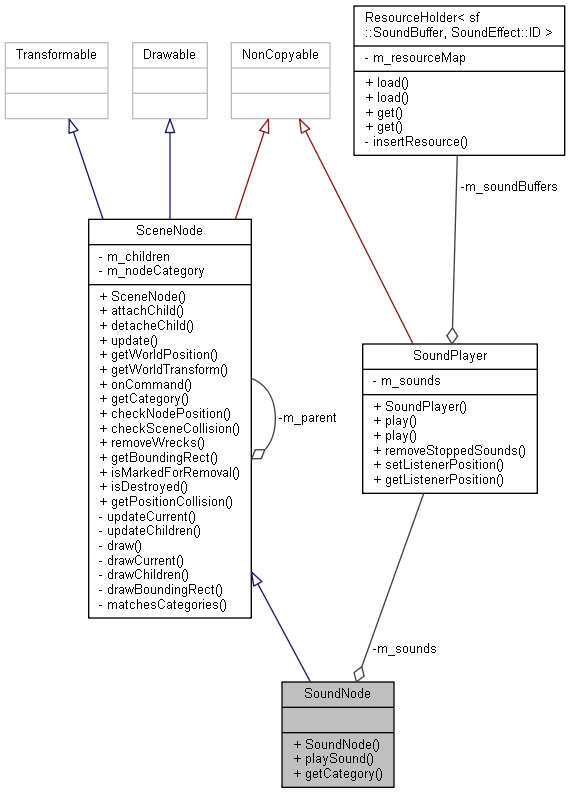 ResourceHolder< sf
::SoundBuffer, SoundEffect::ID >
- m_resourceMap
+ load()
+ load()
+ get()
+ get()
- insertResource()
Transformable
Drawable
NonCopyable
-m_soundBuffers
SceneNode
- m_children
- m_nodeCategory
+ SceneNode()
+ attachChild()
+ detacheChild()
+ update()
+ getWorldPosition()
+ getWorldTransform()
+ onCommand()
+ getCategory()
+ checkNodePosition()
+ checkSceneCollision()
+ removeWrecks()
+ getBoundingRect()
+ isMarkedForRemoval()
+ isDestroyed()
+ getPositionCollision()
- updateCurrent()
- updateChildren()
- draw()
- drawCurrent()
- drawChildren()
- drawBoundingRect()
- matchesCategories()
-m_parent
SoundPlayer
- m_sounds
+ SoundPlayer()
+ play()
+ play()
+ removeStoppedSounds()
+ setListenerPosition()
+ getListenerPosition()
-m_sounds
SoundNode
+ SoundNode()
+ playSound()
+ getCategory()